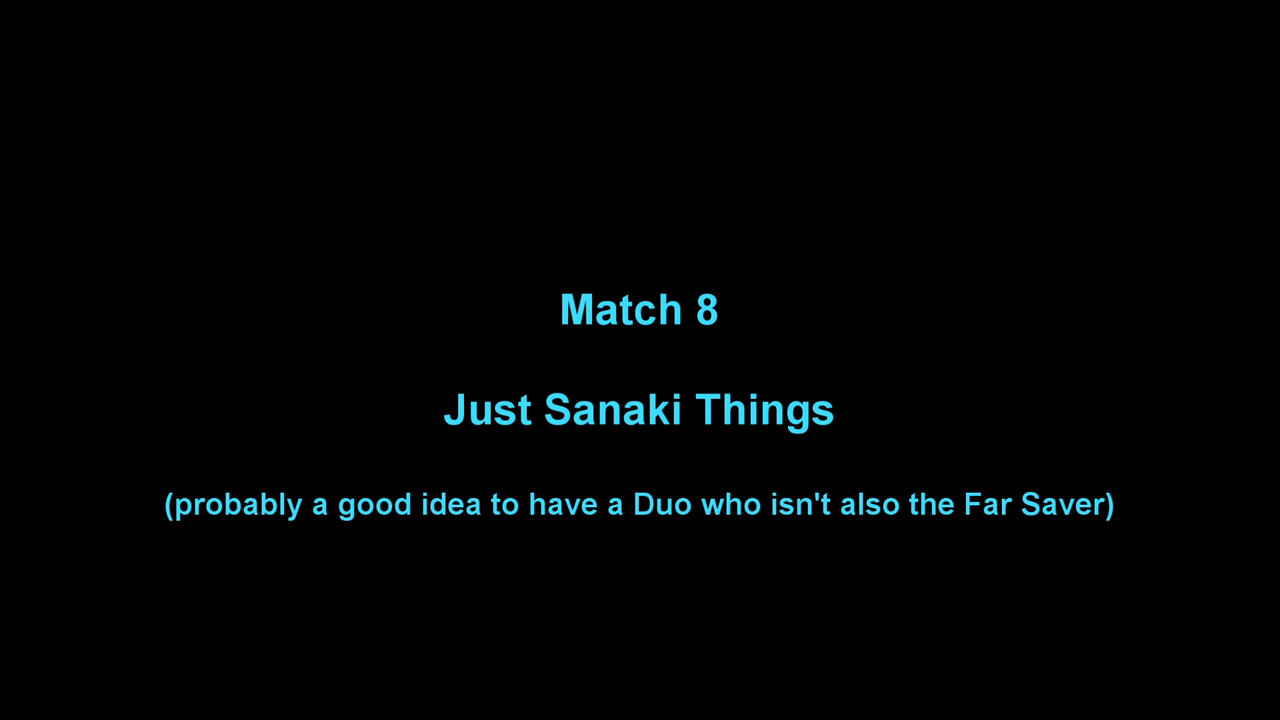 Match 8
Just Sanaki Things
(probably a good idea to have a Duo who isn't also the Far Saver)